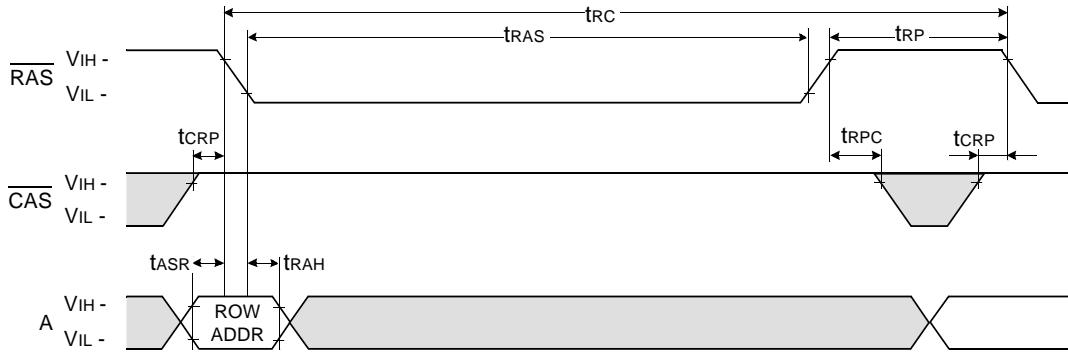 tRC
tRAS
tRP
RAS
VIH -
VIL -
tCRP
tRPC
tCRP
CAS
VIH -
VIL -
tASR
tRAH
A
VIH -
VIL -
ROW
ADDR